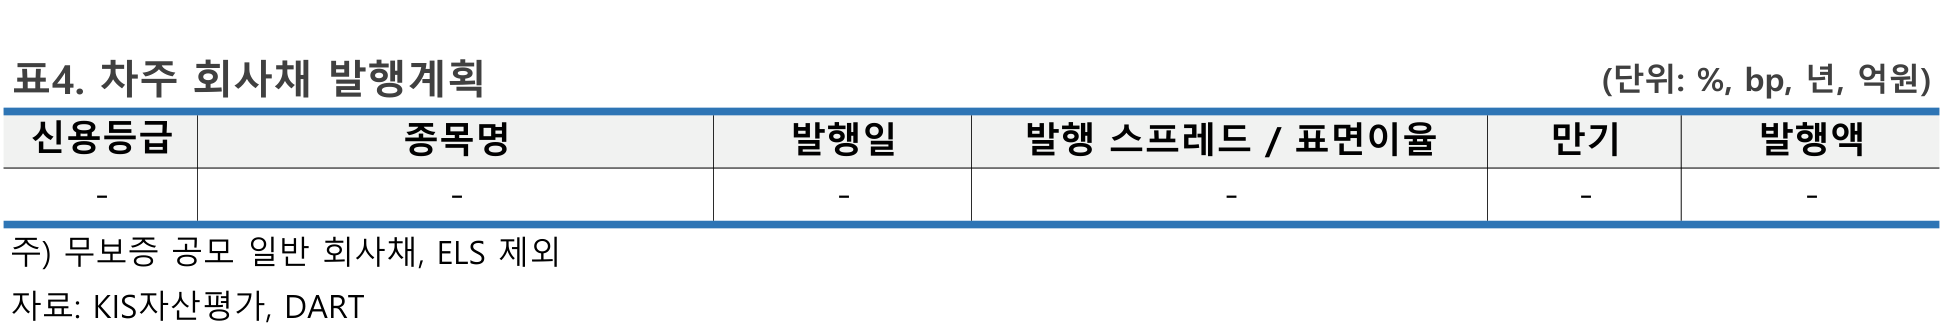 표4. 차주 회사채 발행계획 (단위: %, bp, 년, 억원)
신용등급 종목명 발행일 발행 스프레드 / 표면이율 만기 발행액
- - - - - -
주) 무보증 공모 일반 회사채, ELS 제외
자료: KIS자산평가, DART